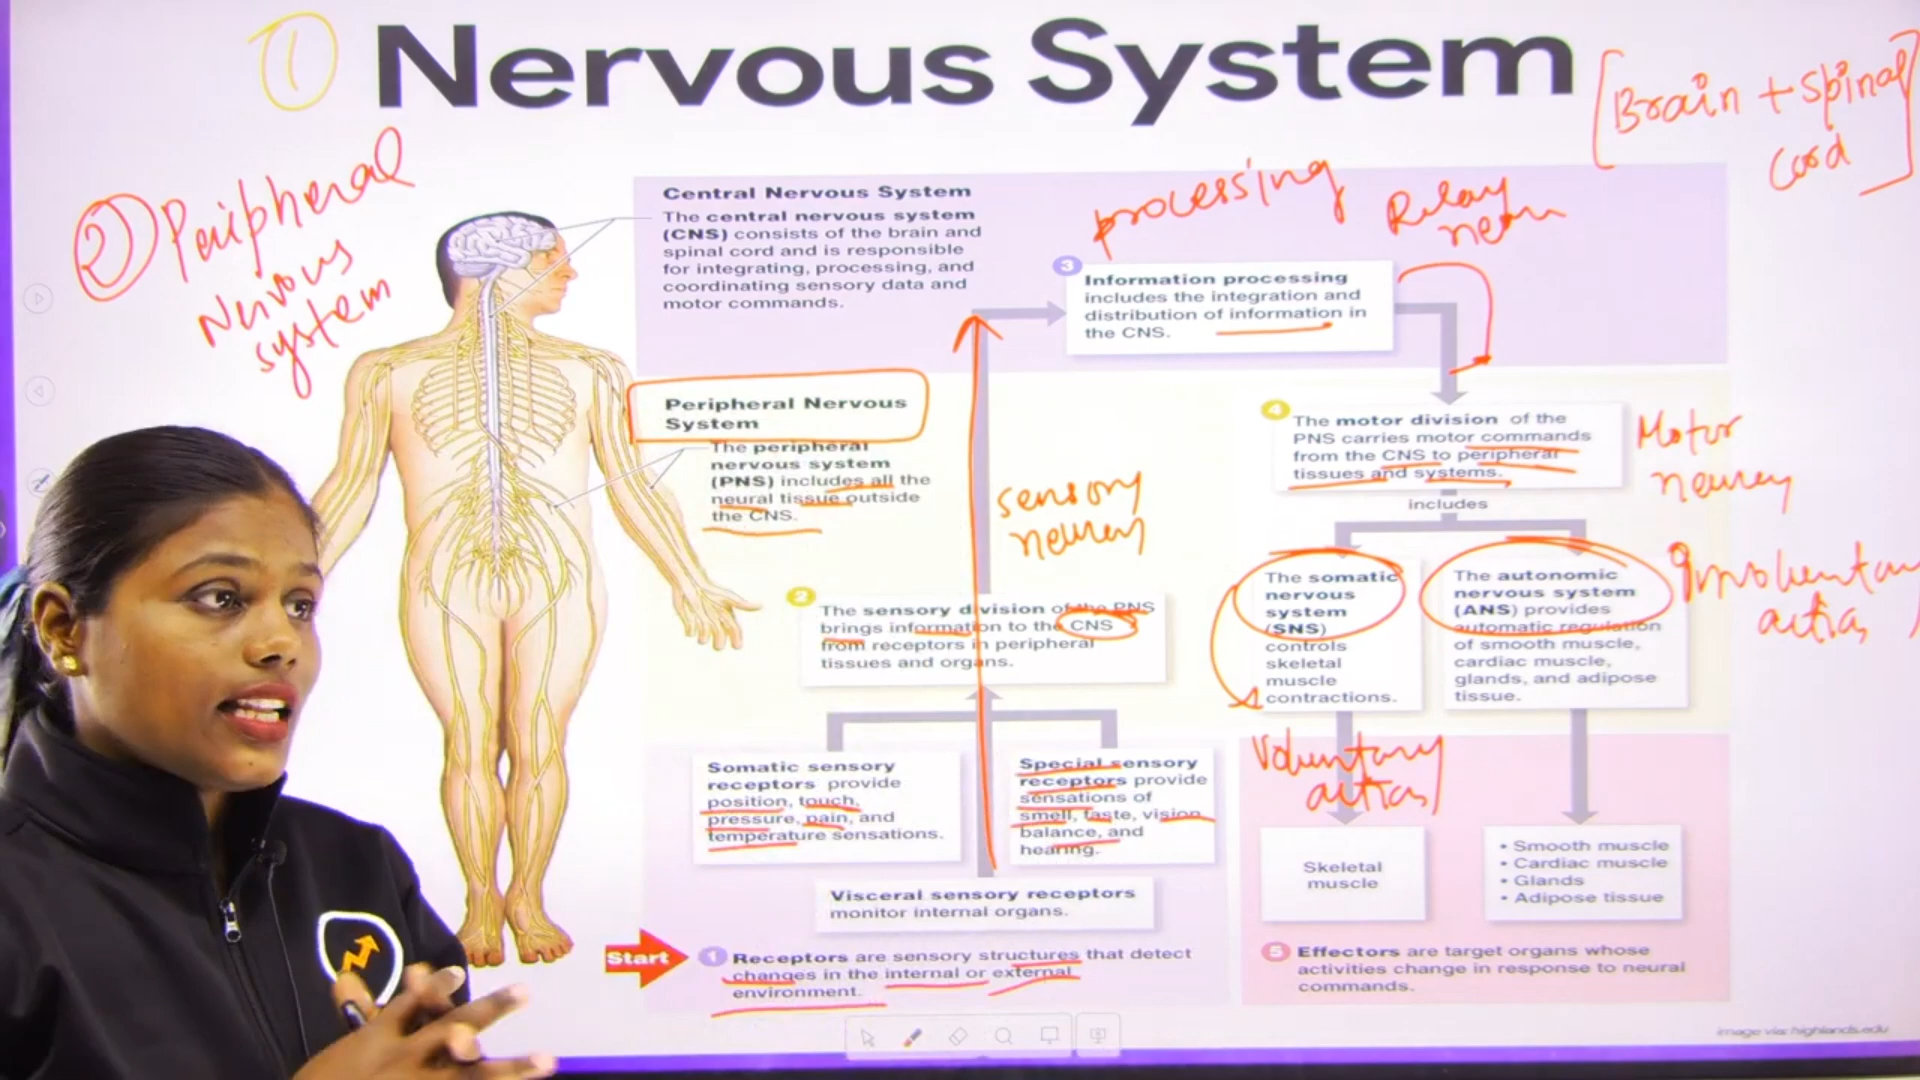 ① Nervous System
[Brain + Spinal
Cord]
② Peripheral
Nervous
system
Central Nervous System
The central nervous system
(CNS) consists of the brain and
spinal cord and is responsible
for integrating, processing, and
coordinating sensory data and
motor commands.
processing
Relay
3
Information processing
includes the integration and
distribution of information in
the CNS.
Peripheral Nervous
System
The peripheral
nervous system
(PNS) includes all the
neural tissue outside
the CNS.
sensory
4
The motor division of the
PNS carries motor commands
from the CNS to peripheral
tissues and systems.
Motor
includes
2
The sensory division of the PNS
brings information to the CNS
from receptors in peripheral
tissues and organs.
The somatic
nervous
system
(SNS)
controls
skeletal
muscle
contractions.
The autonomic
nervous system
(ANS) provides
automatic regulation
of smooth muscle,
cardiac muscle,
glands, and adipose
tissue.
Voluntary
Somatic sensory
receptors provide
position, touch,
pressure, pain, and
temperature sensations.
Special sensory
receptors provide
sensations of
smell, taste, vision,
balance, and
hearing.
Visceral sensory receptors
monitor internal organs.
Skeletal
muscle
• Smooth muscle
• Cardiac muscle
• Glands
• Adipose tissue
Start
1
Receptors are sensory structures that detect
changes in the internal or external
environment.
5
Effectors are target organs whose
activities change in response to neural
commands.
image via: highlands.edu